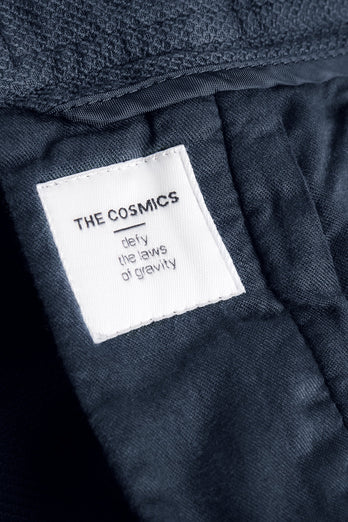 THE COSMICS
defy
the laws
of gravity